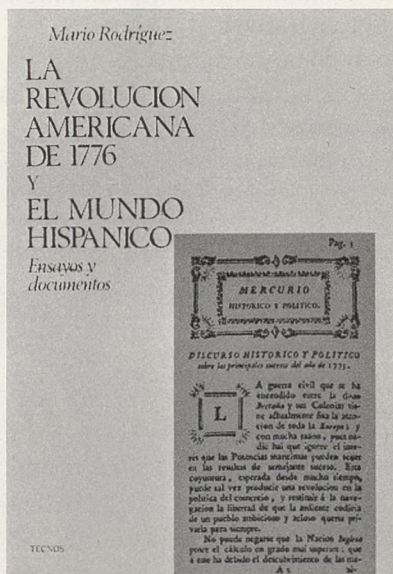 Mario Rodríguez
LA
REVOLUCION
AMERICANA
DE 1776
Y
EL MUNDO
HISPANICO
Ensayos y
documentos
Pag. 3
MERCURIO
HISTORICO Y POLITICO.
DISCURSO HISTORICO Y POLITICO
sobre los principales sucesos del año de 1775.
LA guerra civil que se ha
encendido entre la Gran
Bretaña y sus Colonias tie-
ne actualmente fixa la aten-
cion de toda la Europa; y
con mucha razon, pues na-
die hai que ignore el inte-
res que las Potencias maritimas pueden tener
en las resultas de semejante suceso. Esta
coyuntura, esperada desde mucho tiempo,
puede tal vez producir una revolucion en la
politica del comercio, y restituir á la nave-
gacion la libertad de que la ambiente codicia
de un pueblo ambicioso y zeloso queria pri-
varla para siempre.
No puede negarse que la Nacion Inglesa
posee el cálculo en grado mui superior; que
á este ha debido el descubrimiento de las ma-
A 2
TECNOS